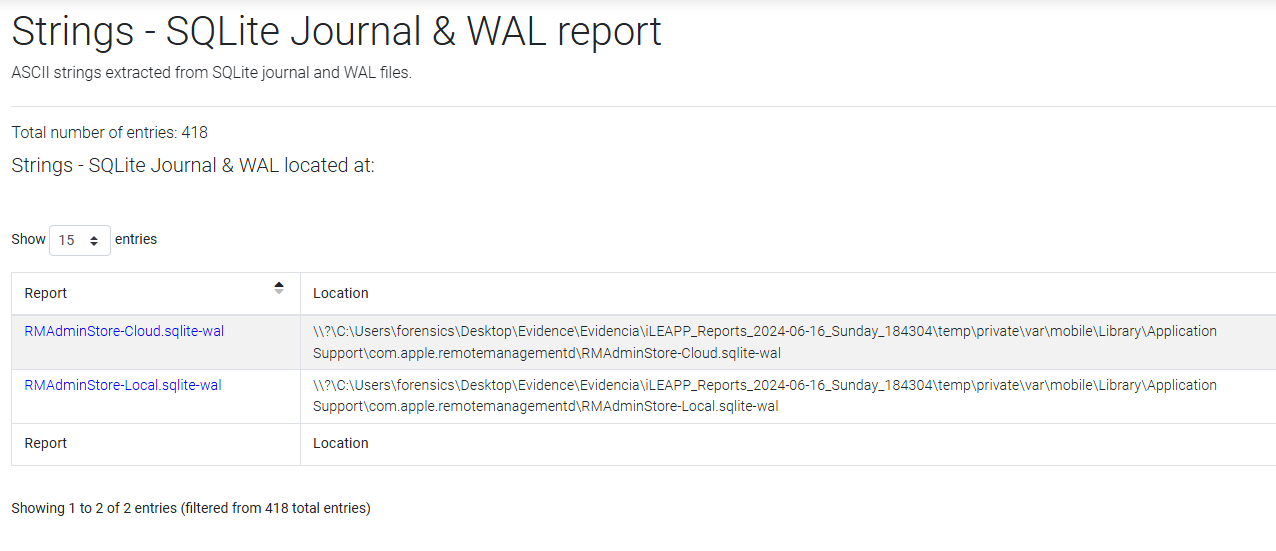 Strings - SQLite Journal & WAL report
ASCII strings extracted from SQLite journal and WAL files.
Total number of entries: 418
Strings - SQLite Journal & WAL located at:
Show 15 entries
Report Location
RMAdminStore-Cloud.sqlite-wal \\?\C:\Users\forensics\Desktop\Evidence\Evidencia\iLEAPP_Reports_2024-06-16_Sunday_184304\temp\private\var\mobile\Library\Application
Support\com.apple.remotemanagementd\RMAdminStore-Cloud.sqlite-wal
RMAdminStore-Local.sqlite-wal \\?\C:\Users\forensics\Desktop\Evidence\Evidencia\iLEAPP_Reports_2024-06-16_Sunday_184304\temp\private\var\mobile\Library\Application
Support\com.apple.remotemanagementd\RMAdminStore-Local.sqlite-wal
Report Location
Showing 1 to 2 of 2 entries (filtered from 418 total entries)